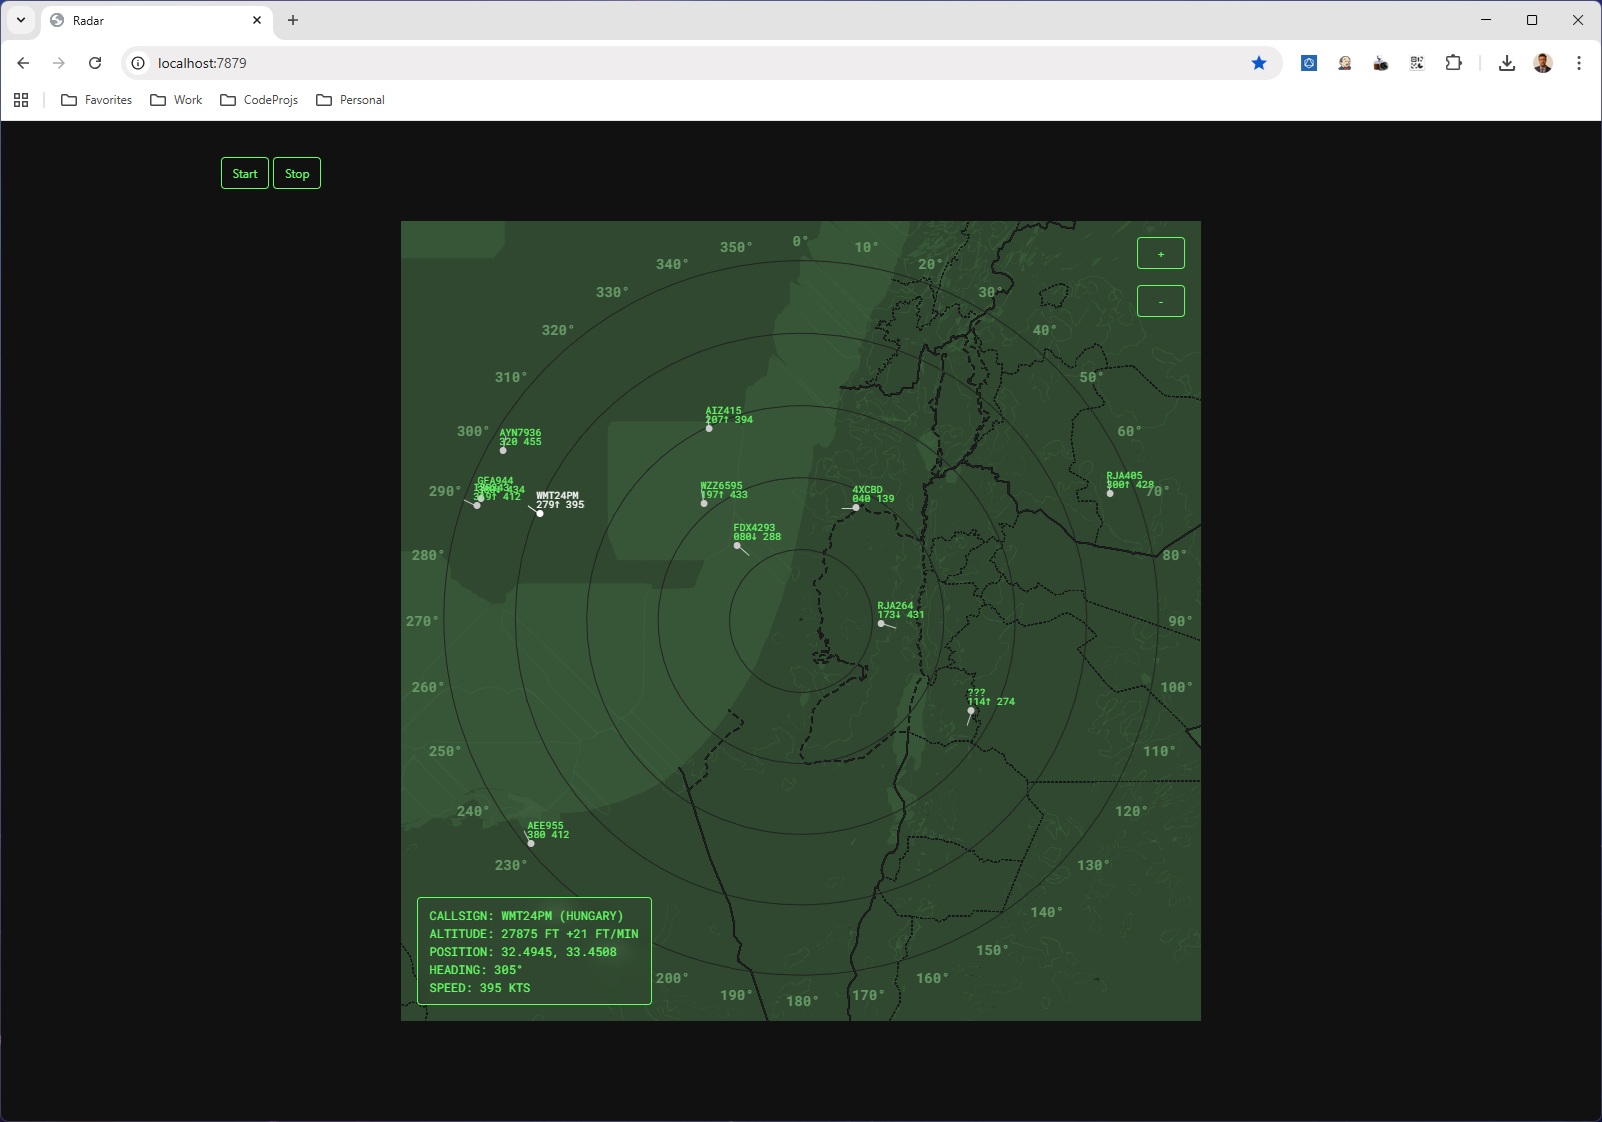 Radar
localhost:7879
Favorites
Work
CodeProjs
Personal
Start
Stop
0°
10°
20°
30°
40°
50°
60°
70°
80°
90°
100°
110°
120°
130°
140°
150°
160°
170°
180°
190°
200°
230°
240°
250°
260°
270°
280°
290°
300°
310°
320°
330°
340°
350°
+
-
AIZ415
207↑ 394
AYN7936
320 455
GFA944
434
319↑ 412
WMT24PM
279↑ 395
WZZ6595
197↑ 433
4XCBD
040 139
RJA405
300↑ 428
FDX4293
080↓ 288
RJA264
173↓ 431
???
114↑ 274
AEE955
380 412
CALLSIGN: WMT24PM (HUNGARY)
ALTITUDE: 27875 FT +21 FT/MIN
POSITION: 32.4945, 33.4508
HEADING: 305°
SPEED: 395 KTS